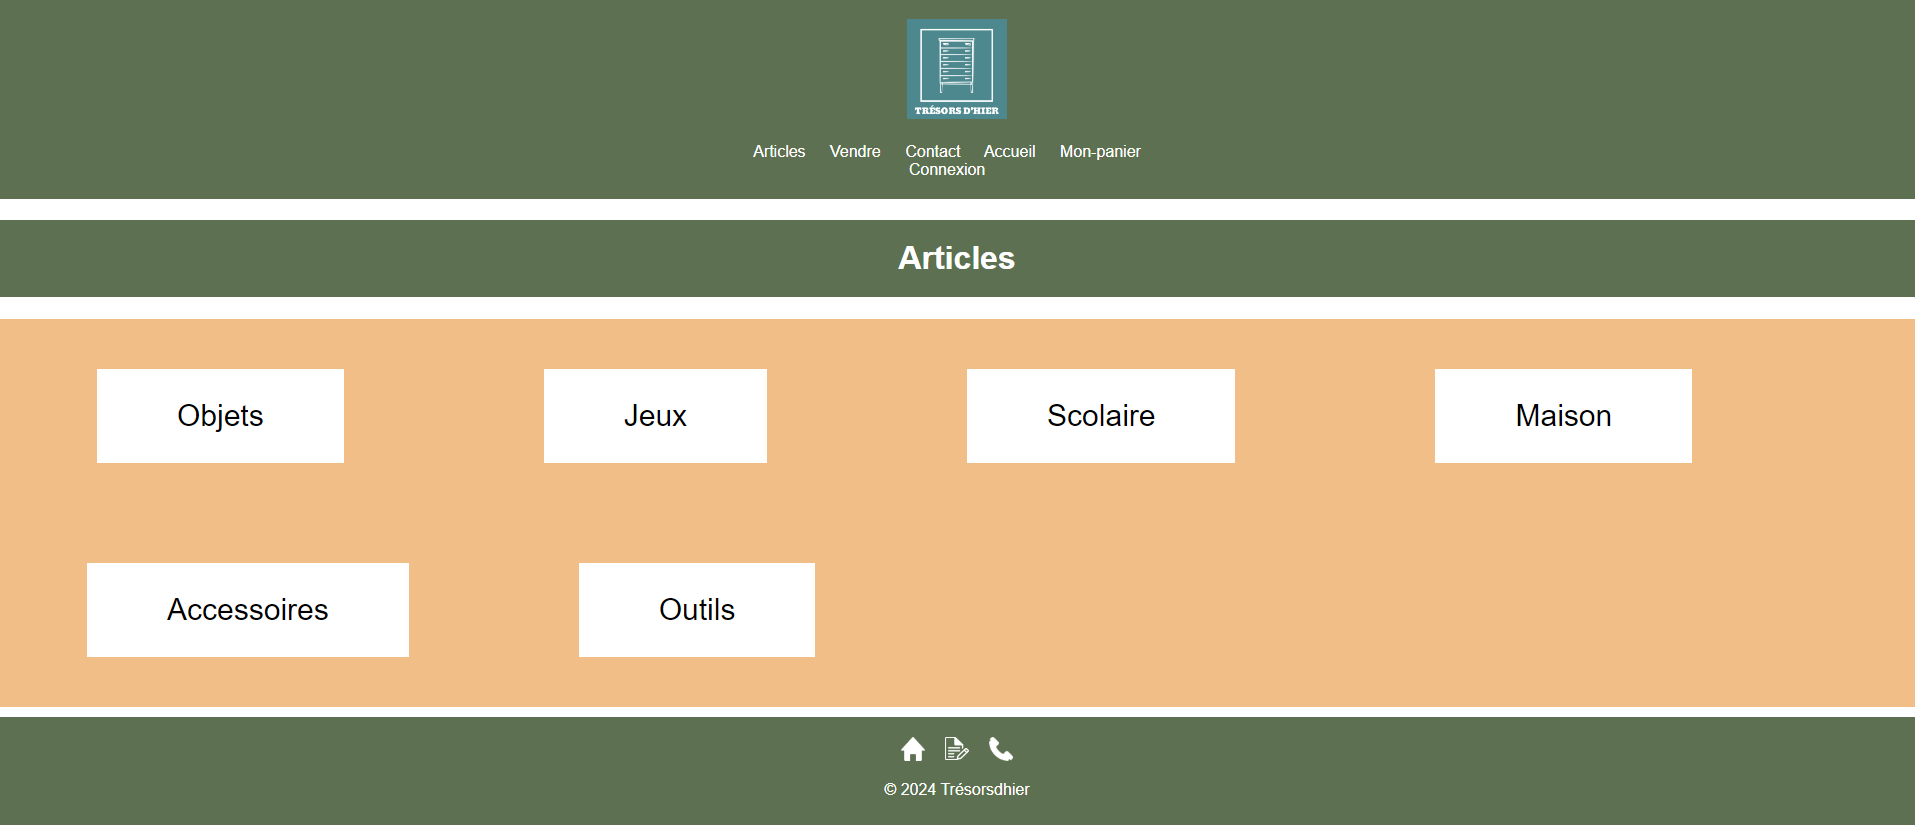 TRÉSORS D'HIER
Articles Vendre Contact Accueil Mon-panier
Connexion
Articles
Objets Jeux Scolaire Maison
Accessoires Outils
© 2024 Trésorsdhier